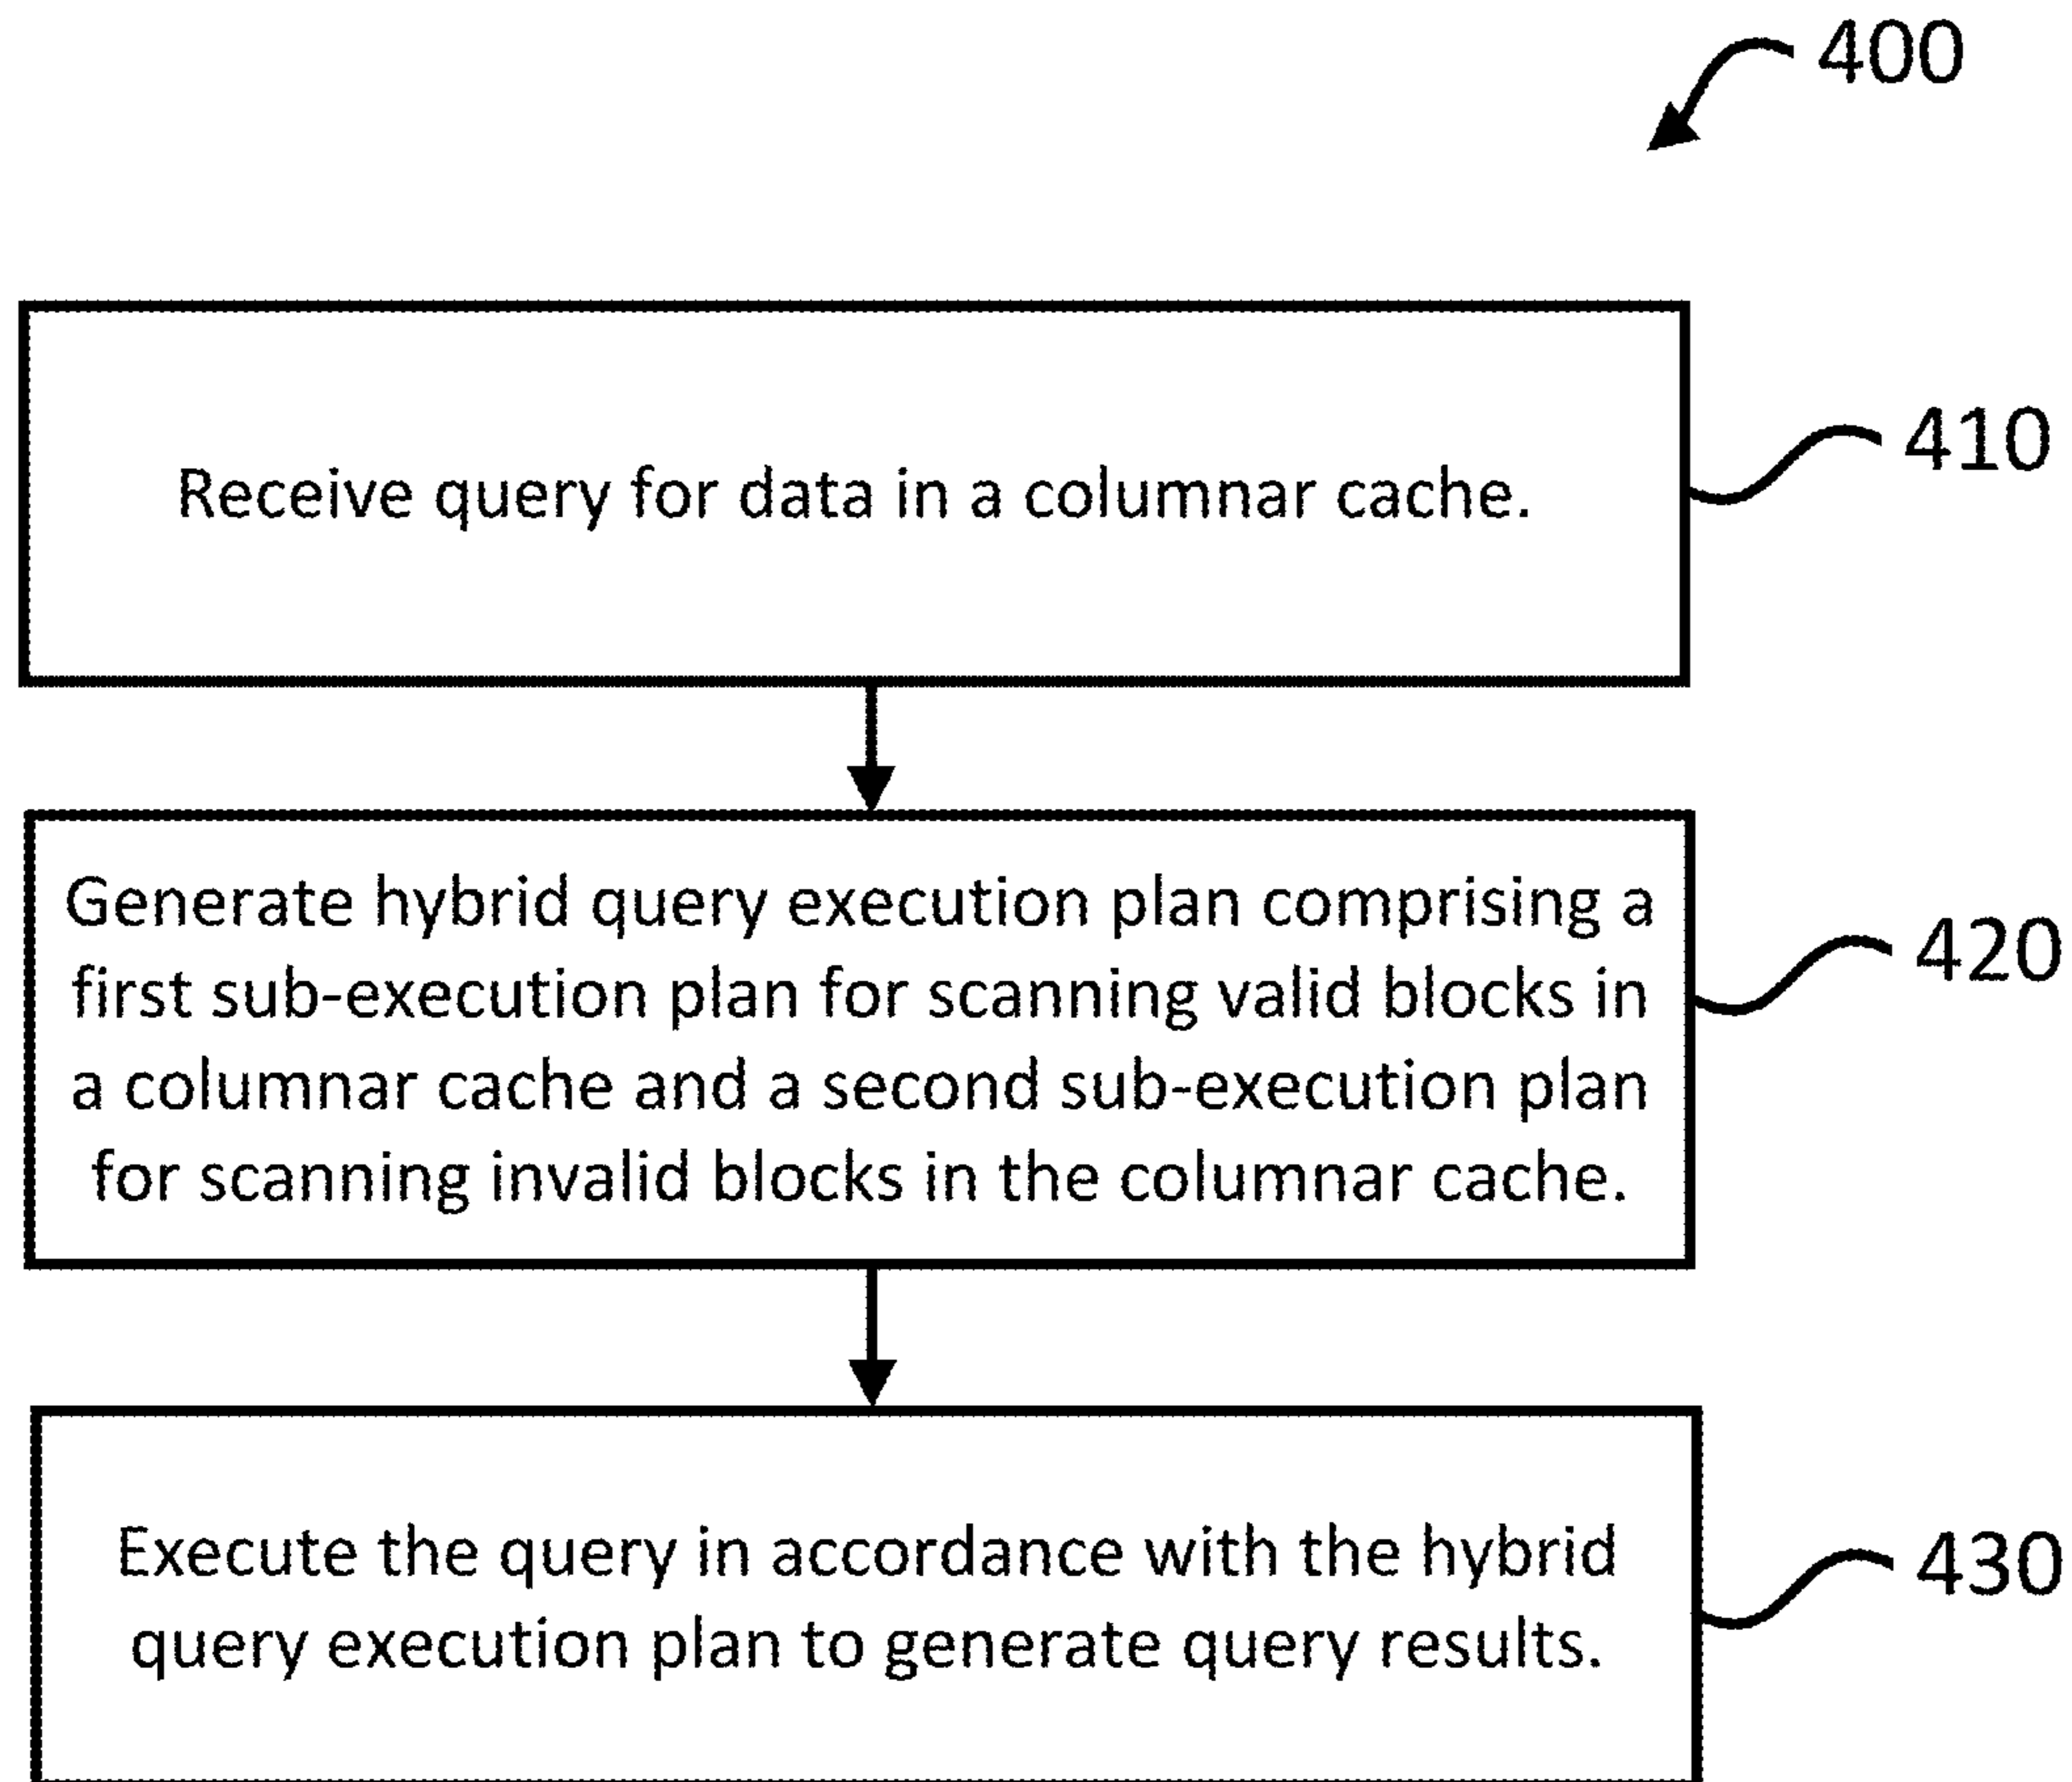 400
Receive query for data in a columnar cache.
410
Generate hybrid query execution plan comprising a
first sub-execution plan for scanning valid blocks in
a columnar cache and a second sub-execution plan
for scanning invalid blocks in the columnar cache.
420
Execute the query in accordance with the hybrid
query execution plan to generate query results.
430